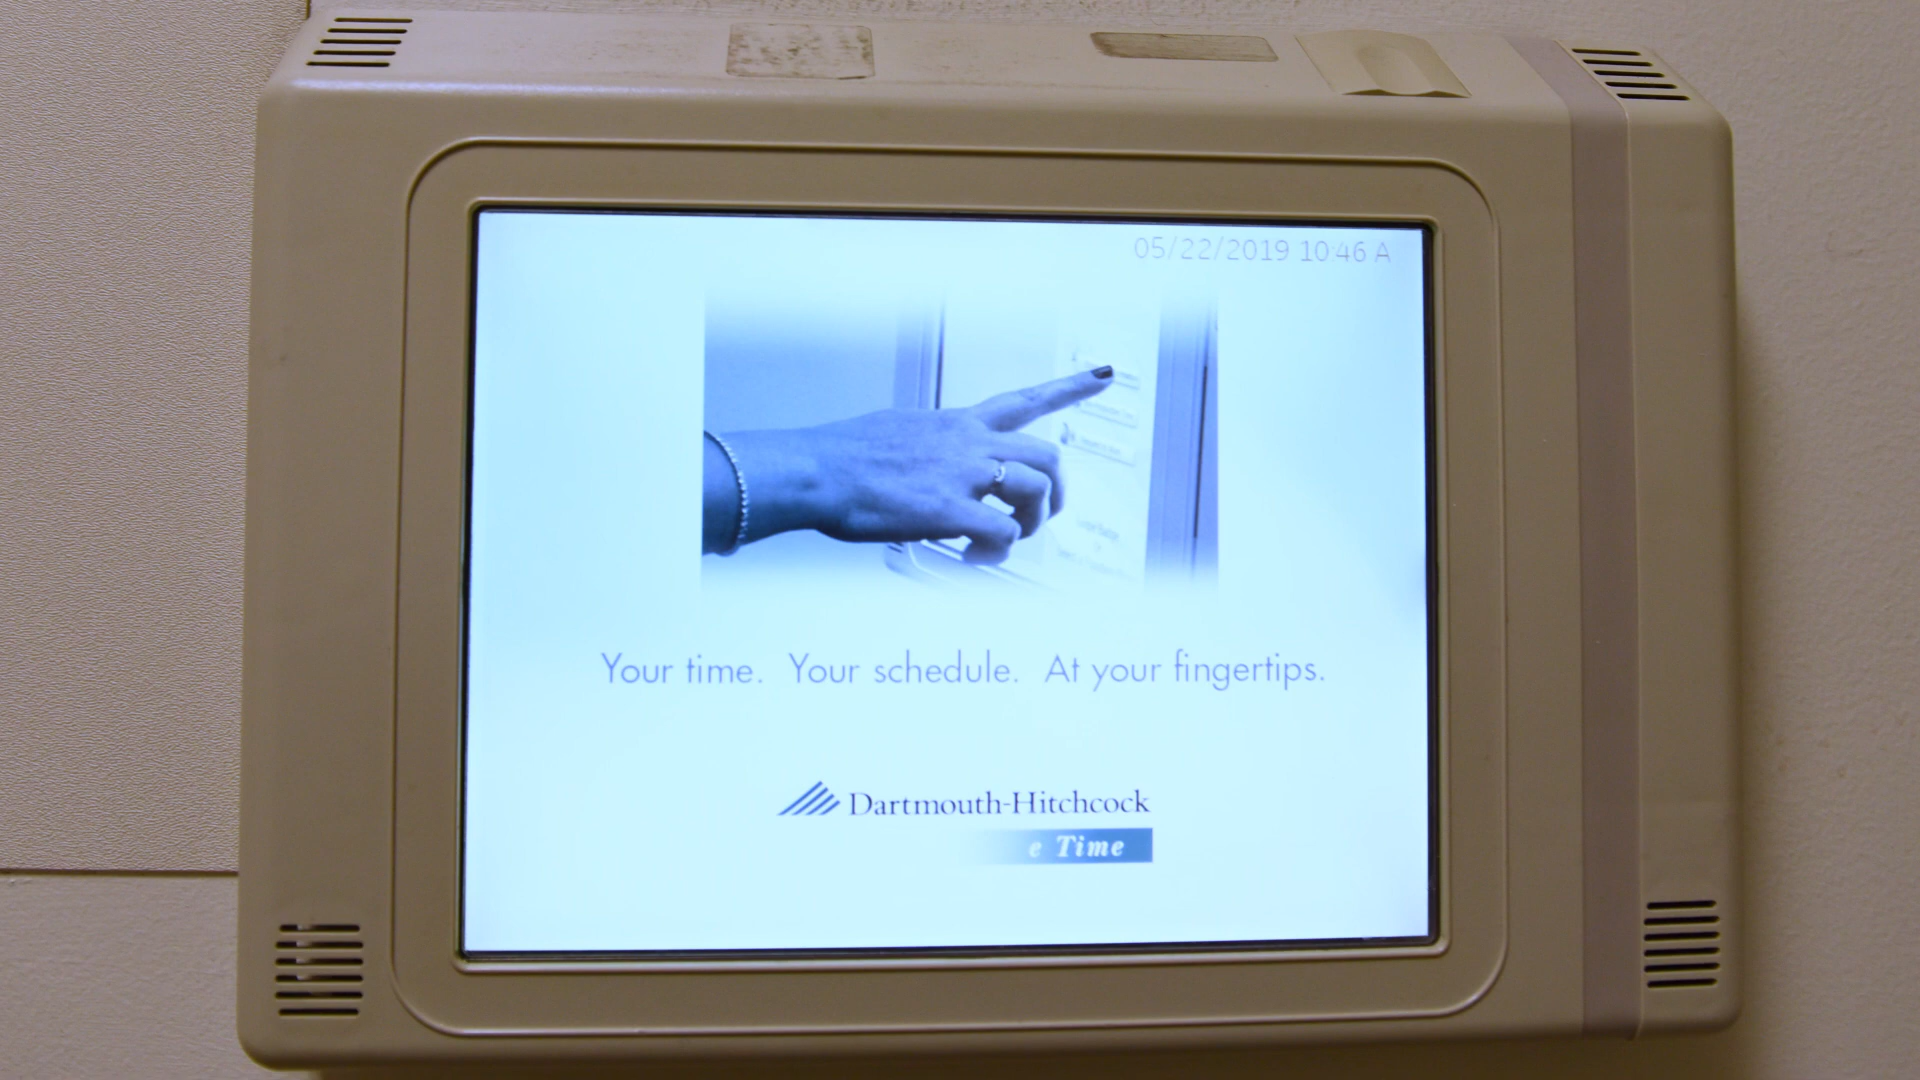 05/22/2019 10:46 A
Your time. Your schedule. At your fingertips.
Dartmouth-Hitchcock
e Time